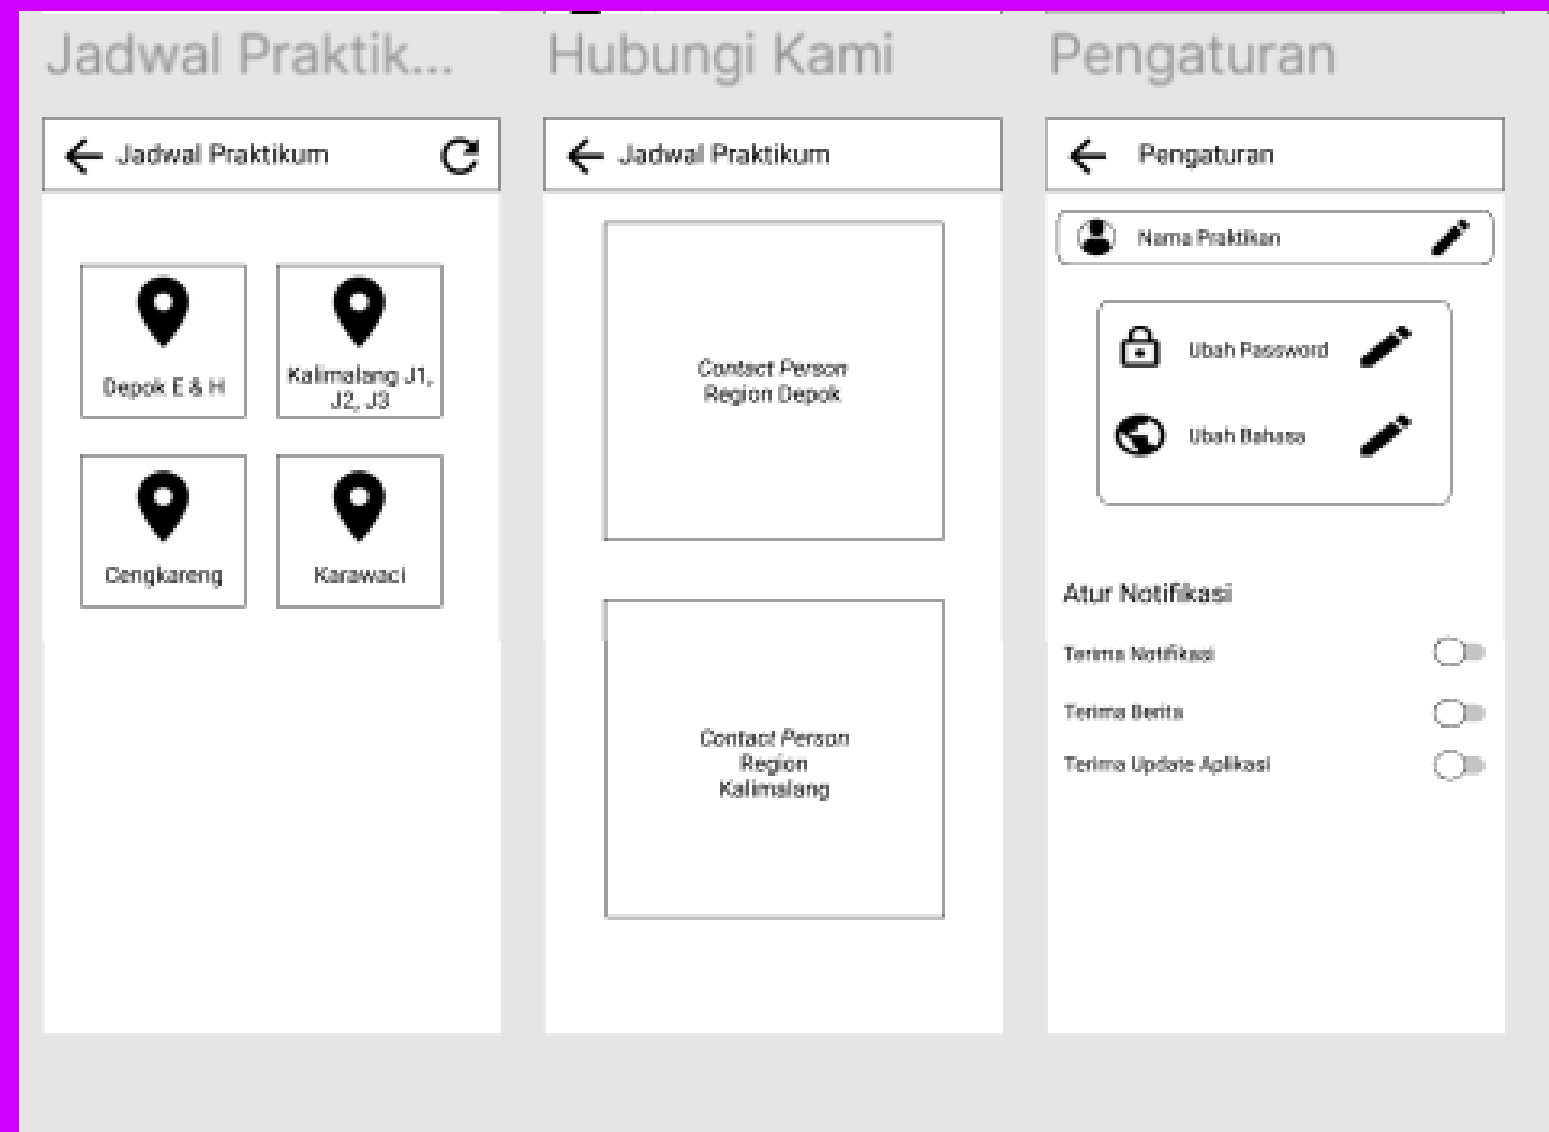 Jadwal Praktik...
Hubungi Kami
Pengaturan
Jadwal Praktikum
Depok E & H
Kalimalang J1,
J2, J3
Cengkareng
Karawaci
Jadwal Praktikum
Contact Person
Region Depok
Contact Person
Region
Kalimalang
Pengaturan
Nama Praktikan
Ubah Password
Ubah Bahasa
Atur Notifikasi
Terima Notifikasi
Terima Berita
Terima Update Aplikasi